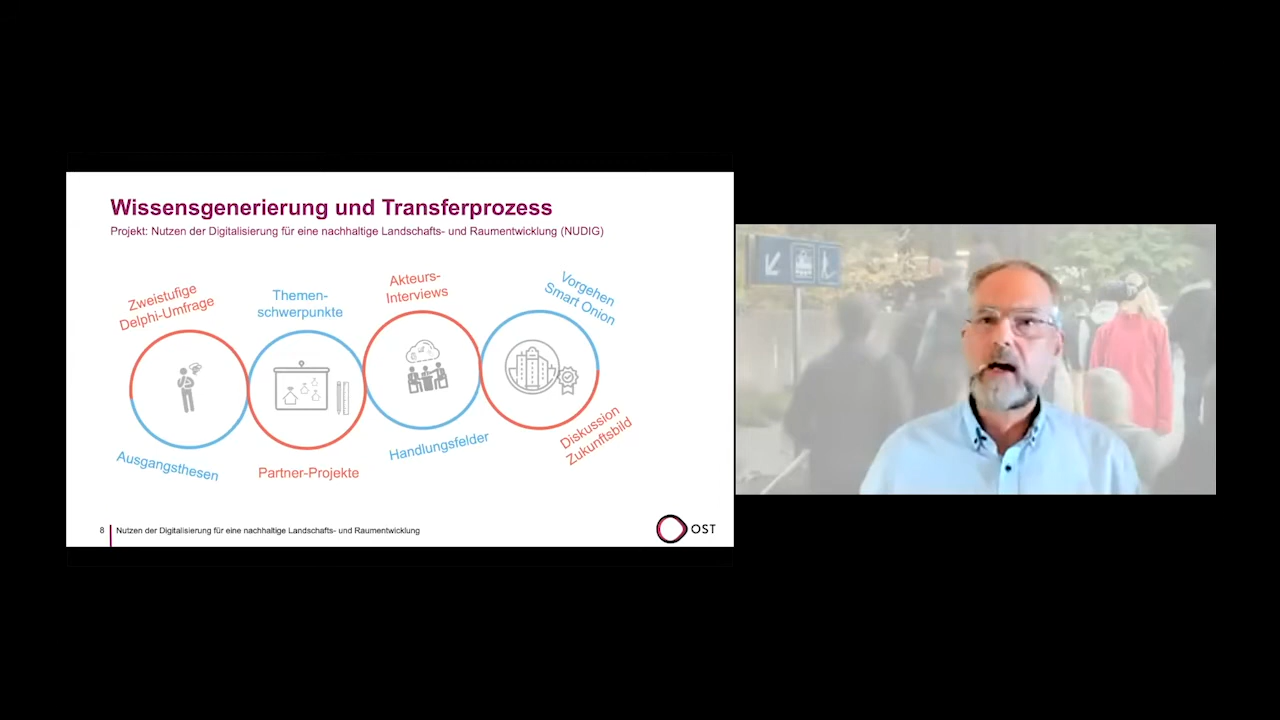 Wissensgenerierung und Transferprozess
Projekt: Nutzen der Digitalisierung für eine nachhaltige Landschafts- und Raumentwicklung (NUDIG)
Zweistufige
Delphi-Umfrage
Themen-
schwerpunkte
Akteurs-
Interviews
Vorgehen
Smart Onion
Ausgangsthesen
Partner-Projekte
Handlungsfelder
Diskussion
Zukunftsbild
8
Nutzen der Digitalisierung für eine nachhaltige Landschafts- und Raumentwicklung
OST